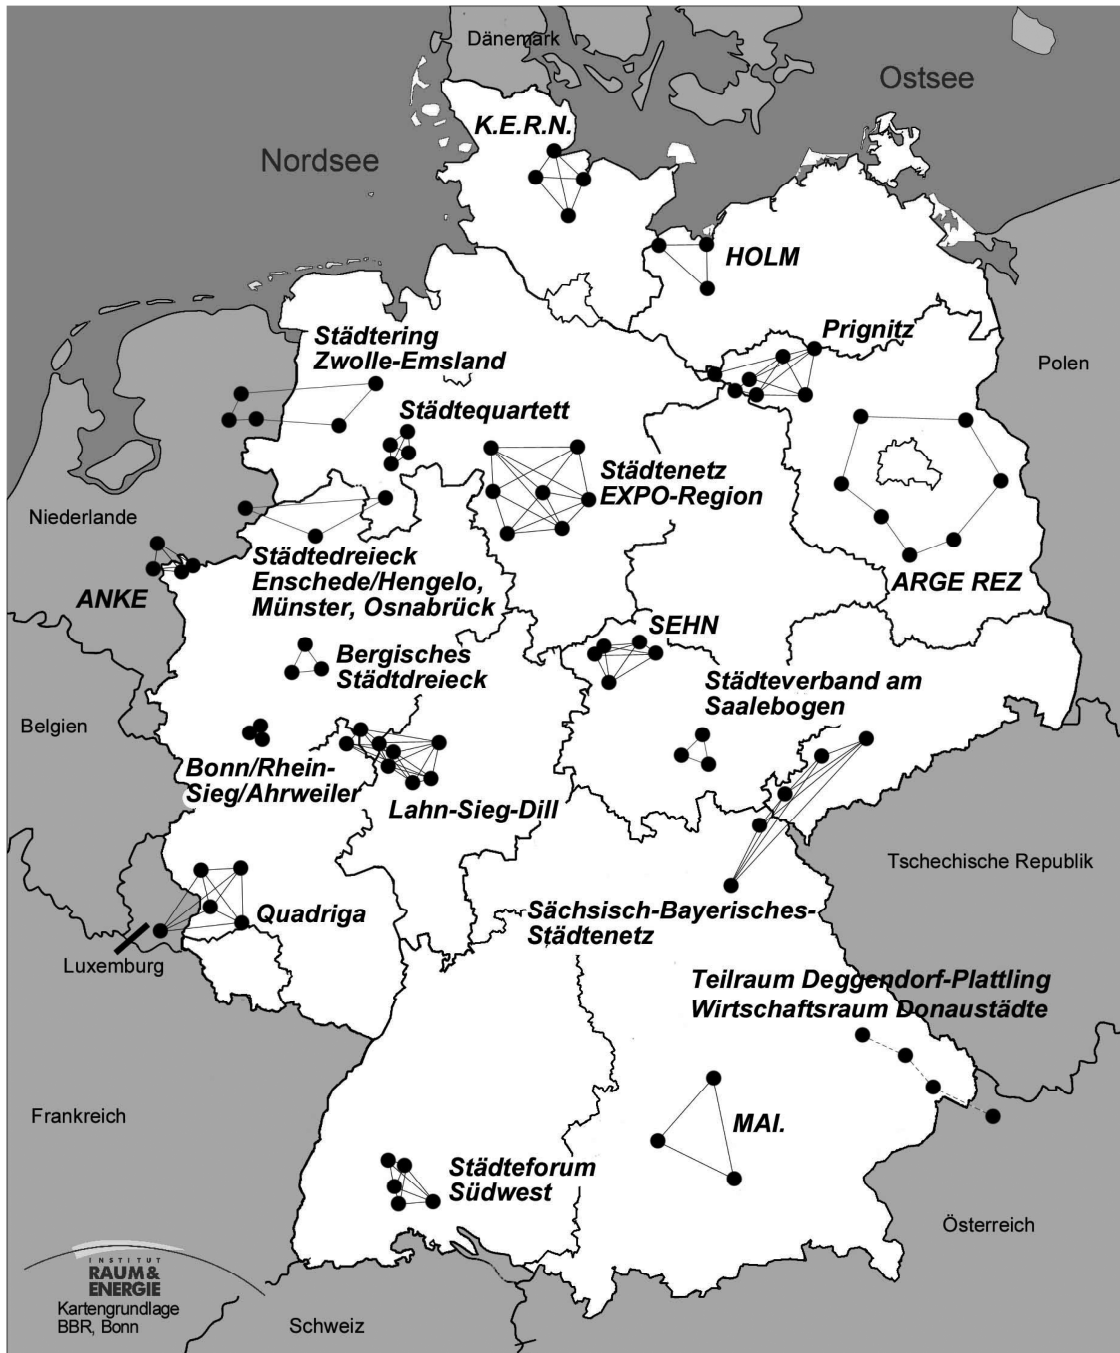 Dänemark
Ostsee
K.E.R.N.
Nordsee
HOLM
Prignitz
Städtering
Zwolle-Emsland
Polen
Städtequartett
Städtenetz
EXPO-Region
Niederlande
Städtedreieck
Enschede/Hengelo,
Münster, Osnabrück
ANKE
ARGE REZ
SEHN
Bergisches
Städtdreieck
Städteverband am
Saalebogen
Belgien
Bonn/Rhein-
Sieg/Ahrweiler
Lahn-Sieg-Dill
Tschechische Republik
Quadriga
Sächsisch-Bayerisches-
Städtenetz
Luxemburg
Teilraum Deggendorf-Plattling
Wirtschaftsraum Donaustädte
Frankreich
MAI.
Städteforum
Südwest
Österreich
INSTITUT
RAUM &
ENERGIE
Kartengrundlage
BBR, Bonn
Schweiz